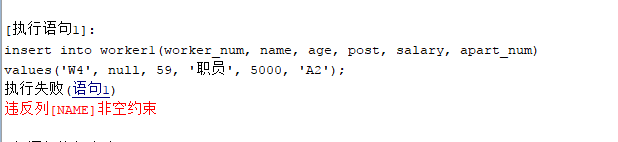 [执行语句1]:
insert into worker1(worker_num, name, age, post, salary, apart_num)
values('W4', null, 59, '职员', 5000, 'A2');
执行失败(语句1)
违反列[NAME]非空约束